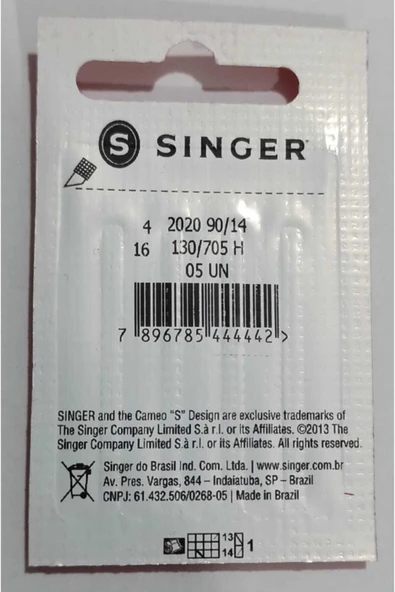 S SINGER
4 2020 90/14
16 130/705 H
05 UN
7 896785 444442 >
SINGER and the Cameo "S" Design are exclusive trademarks of
The Singer Company Limited S.à r.l. or its Affiliates. ©2013 The
Singer Company Limited S.à r.l. or its Affiliates. All rights reserved.
Singer do Brasil Ind. Com. Ltda. | www.singer.com.br
Av. Pres. Vargas, 844 – Indaiatuba, SP – Brazil
CNPJ: 61.432.506/0268-05 | Made in Brazil
13
14 1